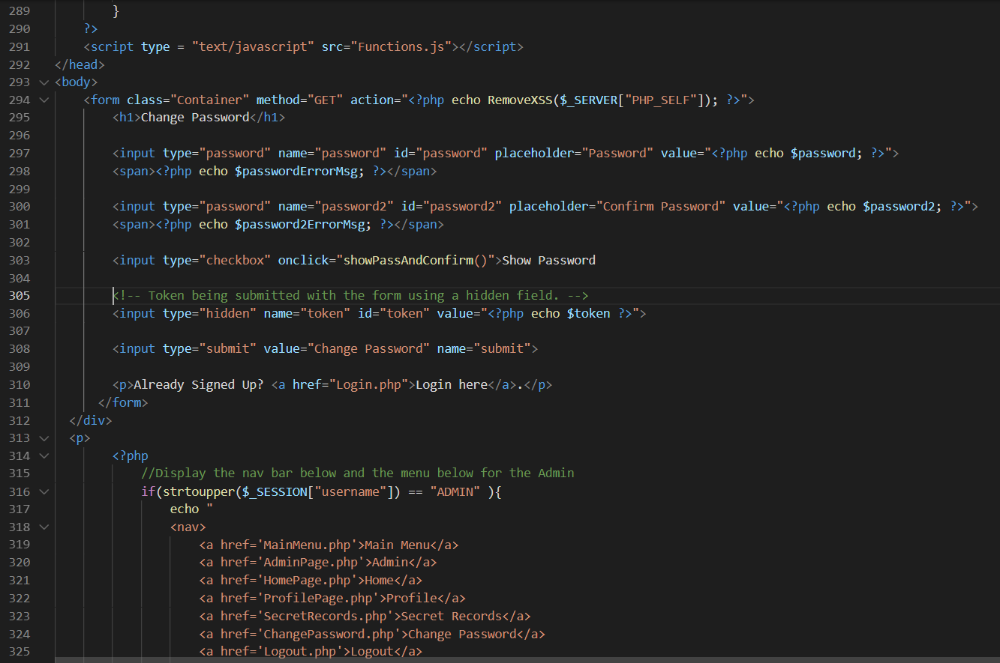 289 }
290 ?>
291 <script type = "text/javascript" src="Functions.js"></script>
292 </head>
293 <body>
294 <form class="Container" method="GET" action="<?php echo RemoveXSS($_SERVER["PHP_SELF"]); ?>">
295 <h1>Change Password</h1>
296
297 <input type="password" name="password" id="password" placeholder="Password" value="<?php echo $password; ?>">
298 <span><?php echo $passwordErrorMsg; ?></span>
299
300 <input type="password" name="password2" id="password2" placeholder="Confirm Password" value="<?php echo $password2; ?>">
301 <span><?php echo $password2ErrorMsg; ?></span>
302
303 <input type="checkbox" onclick="showPassAndConfirm()">Show Password
304
305 <!-- Token being submitted with the form using a hidden field. -->
306 <input type="hidden" name="token" id="token" value="<?php echo $token ?>">
307
308 <input type="submit" value="Change Password" name="submit">
309
310 <p>Already Signed Up? <a href="Login.php">Login here</a>.</p>
311 </form>
312 </div>
313 <p>
314 <?php
315 //Display the nav bar below and the menu below for the Admin
316 if(strtoupper($_SESSION["username"]) == "ADMIN" ){
317 echo "
318 <nav>
319 <a href='MainMenu.php'>Main Menu</a>
320 <a href='AdminPage.php'>Admin</a>
321 <a href='HomePage.php'>Home</a>
322 <a href='ProfilePage.php'>Profile</a>
323 <a href='SecretRecords.php'>Secret Records</a>
324 <a href='ChangePassword.php'>Change Password</a>
325 <a href='Logout.php'>Logout</a>